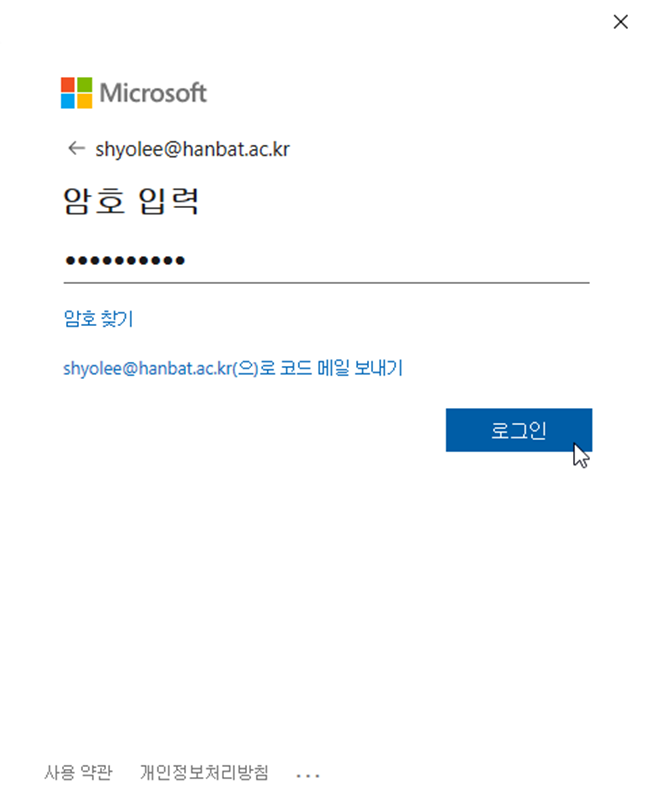 Microsoft
← shyolee@hanbat.ac.kr
암호 입력
••••••••••
암호 찾기
shyolee@hanbat.ac.kr(으)로 코드 메일 보내기
로그인
사용 약관 개인정보처리방침 ...